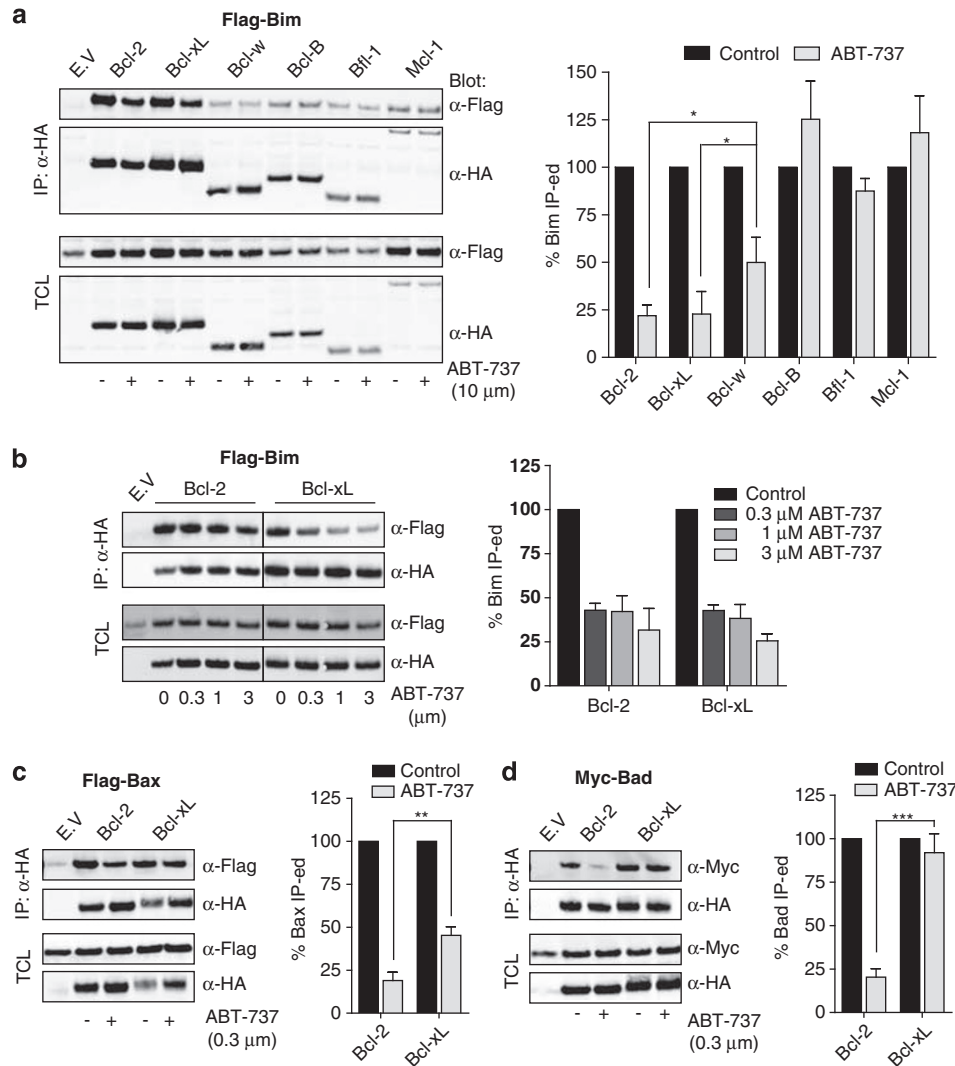 a
Flag-Bim
E.V Bcl-2 Bcl-xL Bcl-w Bcl-B Bfl-1 Mcl-1
Blot:
IP: α-HA
α-Flag
α-HA
TCL
α-Flag
α-HA
- + - + - + - + - + - +
ABT-737
(10 μm)
Control ABT-737
% Bim IP-ed
150
125
100
75
50
25
0
*
*
Bcl-2 Bcl-xL Bcl-w Bcl-B Bfl-1 Mcl-1
b
Flag-Bim
E.V Bcl-2 Bcl-xL
IP: α-HA
α-Flag
α-HA
TCL
α-Flag
α-HA
0 0.3 1 3 0 0.3 1 3
ABT-737
(μm)
% Bim IP-ed
125
100
75
50
25
0
Control
0.3 μM ABT-737
1 μM ABT-737
3 μM ABT-737
Bcl-2 Bcl-xL
c
Flag-Bax
E.V Bcl-2 Bcl-xL
IP: α-HA
α-Flag
α-HA
TCL
α-Flag
α-HA
- + - +
ABT-737
(0.3 μm)
Control
ABT-737
% Bax IP-ed
125
100
75
50
25
0
**
Bcl-2 Bcl-xL
d
Myc-Bad
E.V Bcl-2 Bcl-xL
IP: α-HA
α-Myc
α-HA
TCL
α-Myc
α-HA
- + - +
ABT-737
(0.3 μm)
Control
ABT-737
% Bad IP-ed
125
100
75
50
25
0
***
Bcl-2 Bcl-xL